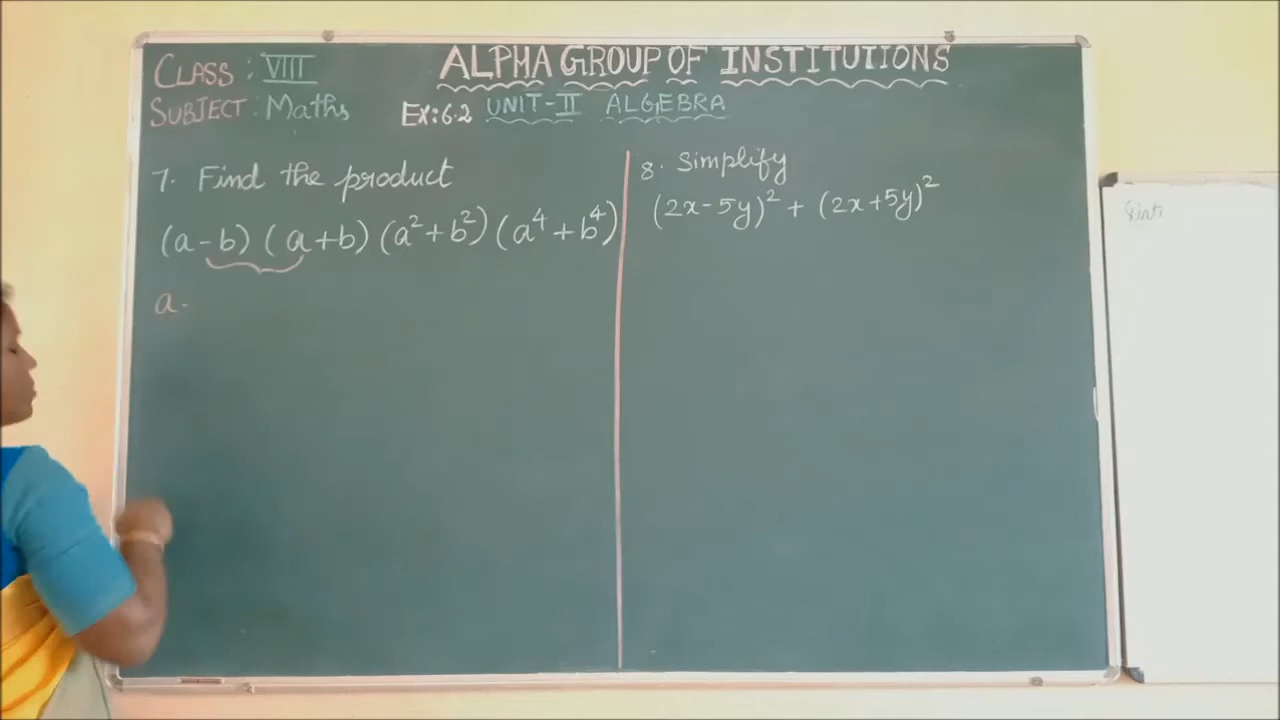 ALPHA GROUP OF INSTITUTIONS
CLASS : VIII
SUBJECT : Maths
Ex: 6.2 UNIT-II ALGEBRA
7. Find the product
(a-b) (a+b) (a²+b²) (a⁴+b⁴)
a.
8. Simplify
(2x-5y)² + (2x+5y)²